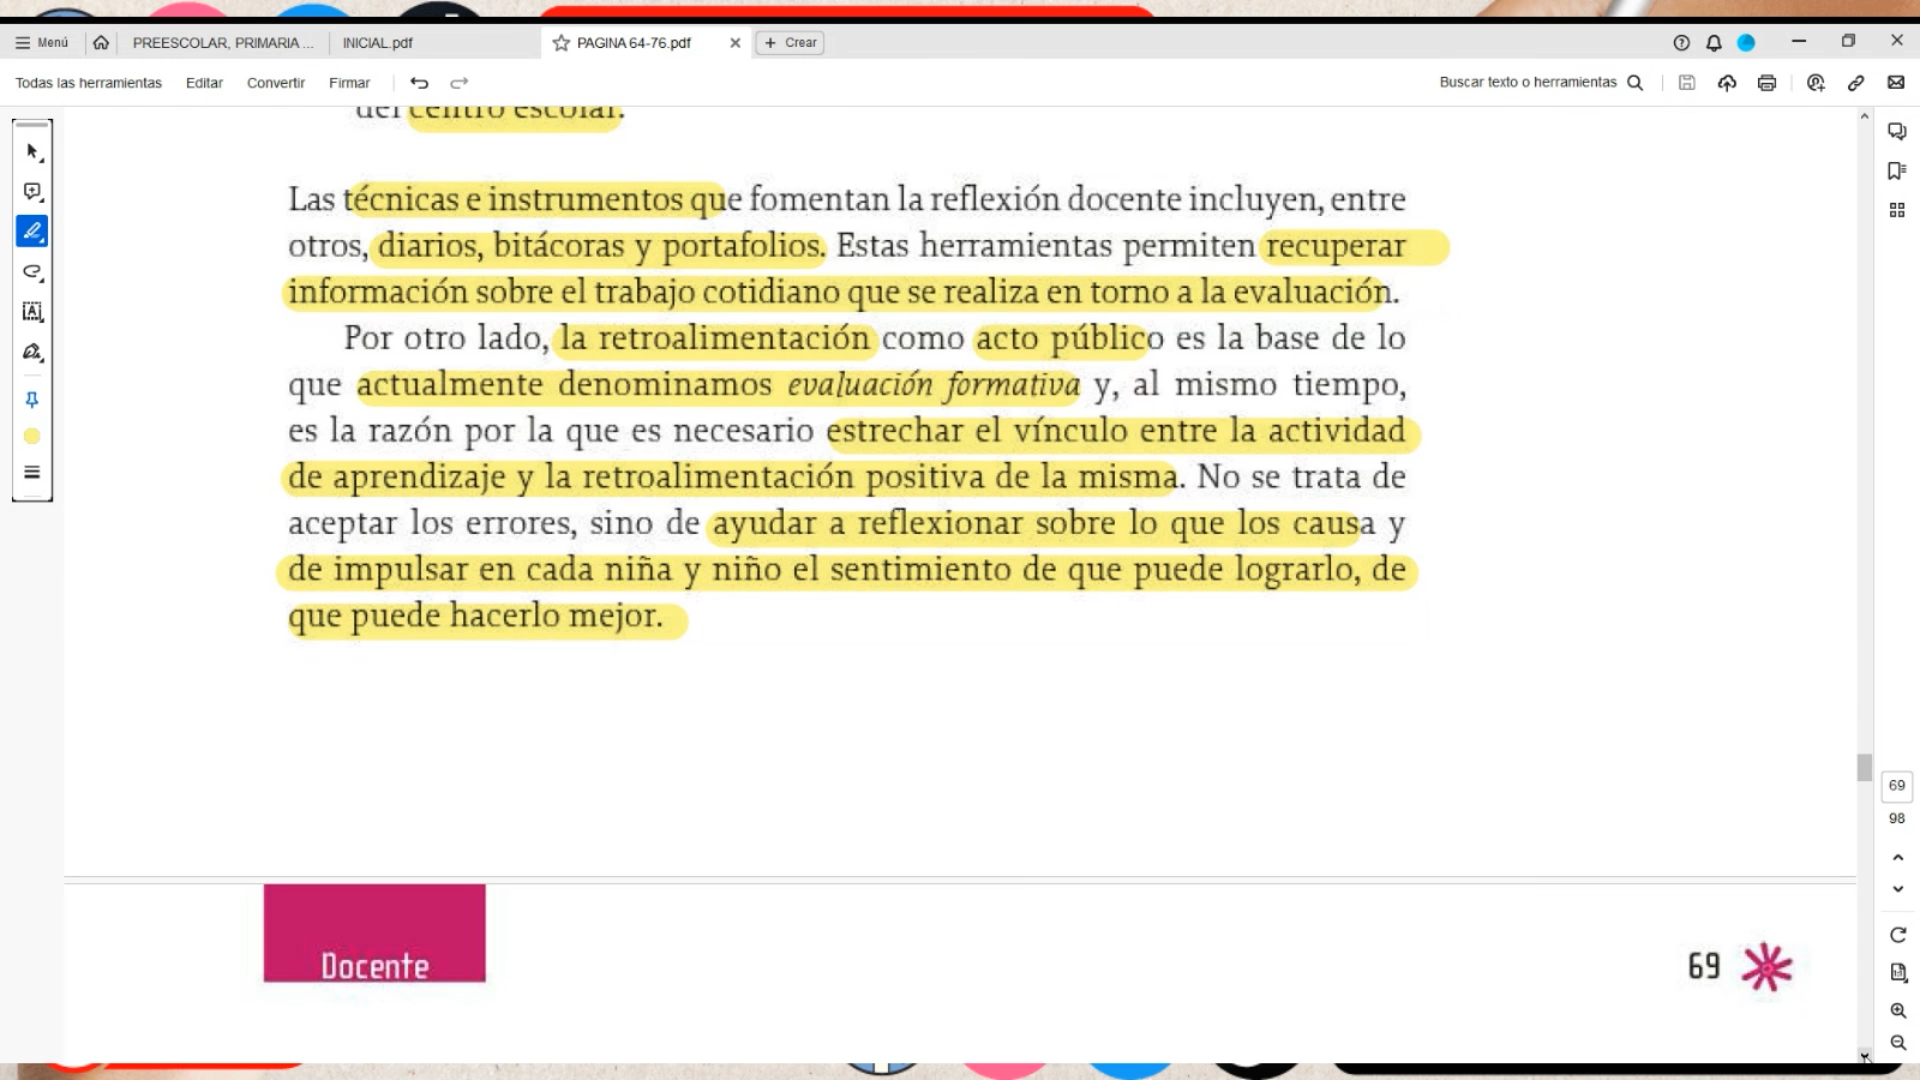 Menú
PREESCOLAR, PRIMARIA ...
INICIAL.pdf
PAGINA 64-76.pdf
+ Crear
Todas las herramientas
Editar
Convertir
Firmar
Buscar texto o herramientas
del centro escolar.
Las técnicas e instrumentos que fomentan la reflexión docente incluyen, entre
otros, diarios, bitácoras y portafolios. Estas herramientas permiten recuperar
información sobre el trabajo cotidiano que se realiza en torno a la evaluación.
Por otro lado, la retroalimentación como acto público es la base de lo
que actualmente denominamos evaluación formativa y, al mismo tiempo,
es la razón por la que es necesario estrechar el vínculo entre la actividad
de aprendizaje y la retroalimentación positiva de la misma. No se trata de
aceptar los errores, sino de ayudar a reflexionar sobre lo que los causa y
de impulsar en cada niña y niño el sentimiento de que puede lograrlo, de
que puede hacerlo mejor.
69
98
Docente
69